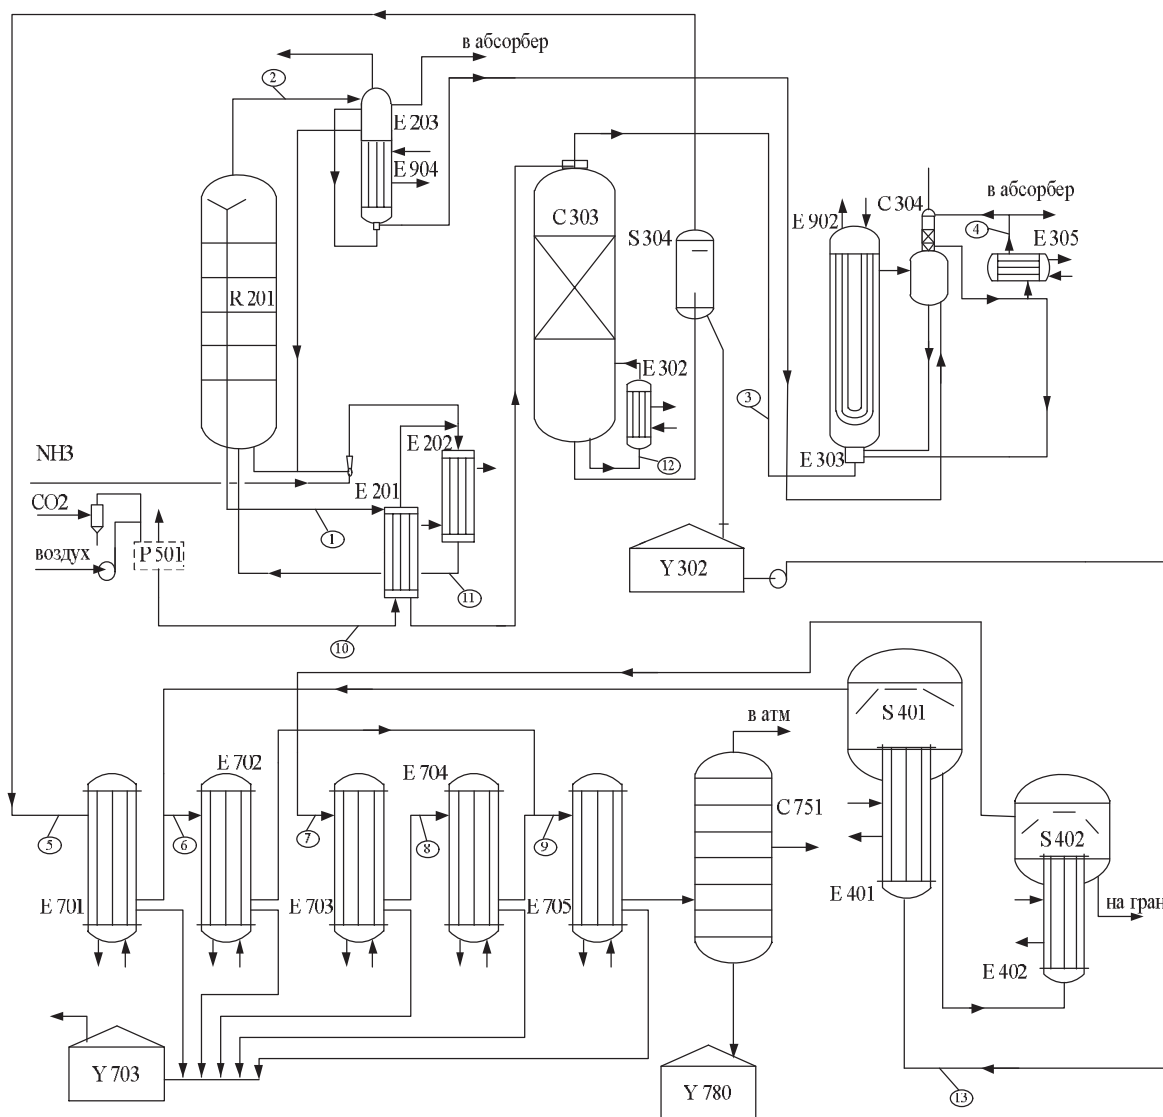 в абсорбер
2
E 203
E 904
C 303
S 304
R 201
E 902
C 304
в абсорбер
4
E 305
E 302
3
E 202
NH3
E 201
12
E 303
CO2
1
воздух
P 501
Y 302
11
10
S 401
в атм
E 702
E 704
C 751
S 402
5
6
7
8
9
E 701
E 703
E 705
E 401
на гран
E 402
Y 703
Y 780
13